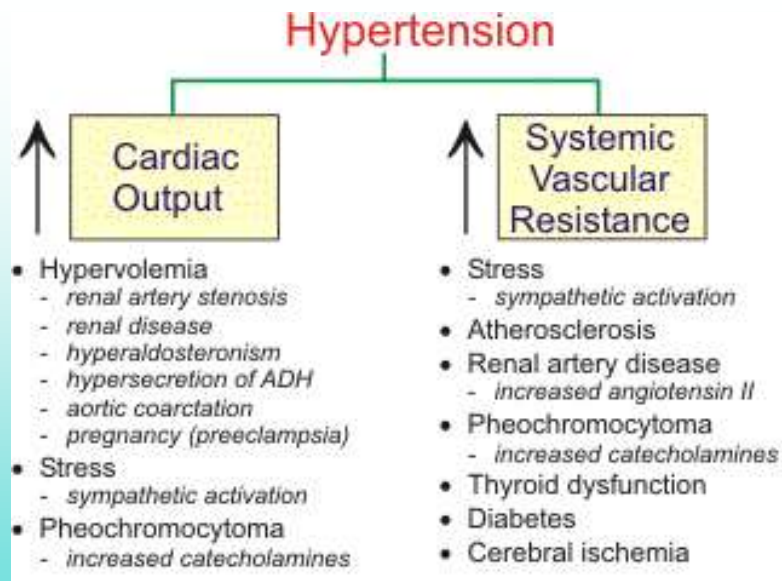 Hypertension
Cardiac
Output
• Hypervolemia
- renal artery stenosis
- renal disease
- hyperaldosteronism
- hypersecretion of ADH
- aortic coarctation
- pregnancy (preeclampsia)
• Stress
- sympathetic activation
• Pheochromocytoma
- increased catecholamines
Systemic
Vascular
Resistance
• Stress
- sympathetic activation
• Atherosclerosis
• Renal artery disease
- increased angiotensin II
• Pheochromocytoma
- increased catecholamines
• Thyroid dysfunction
• Diabetes
• Cerebral ischemia